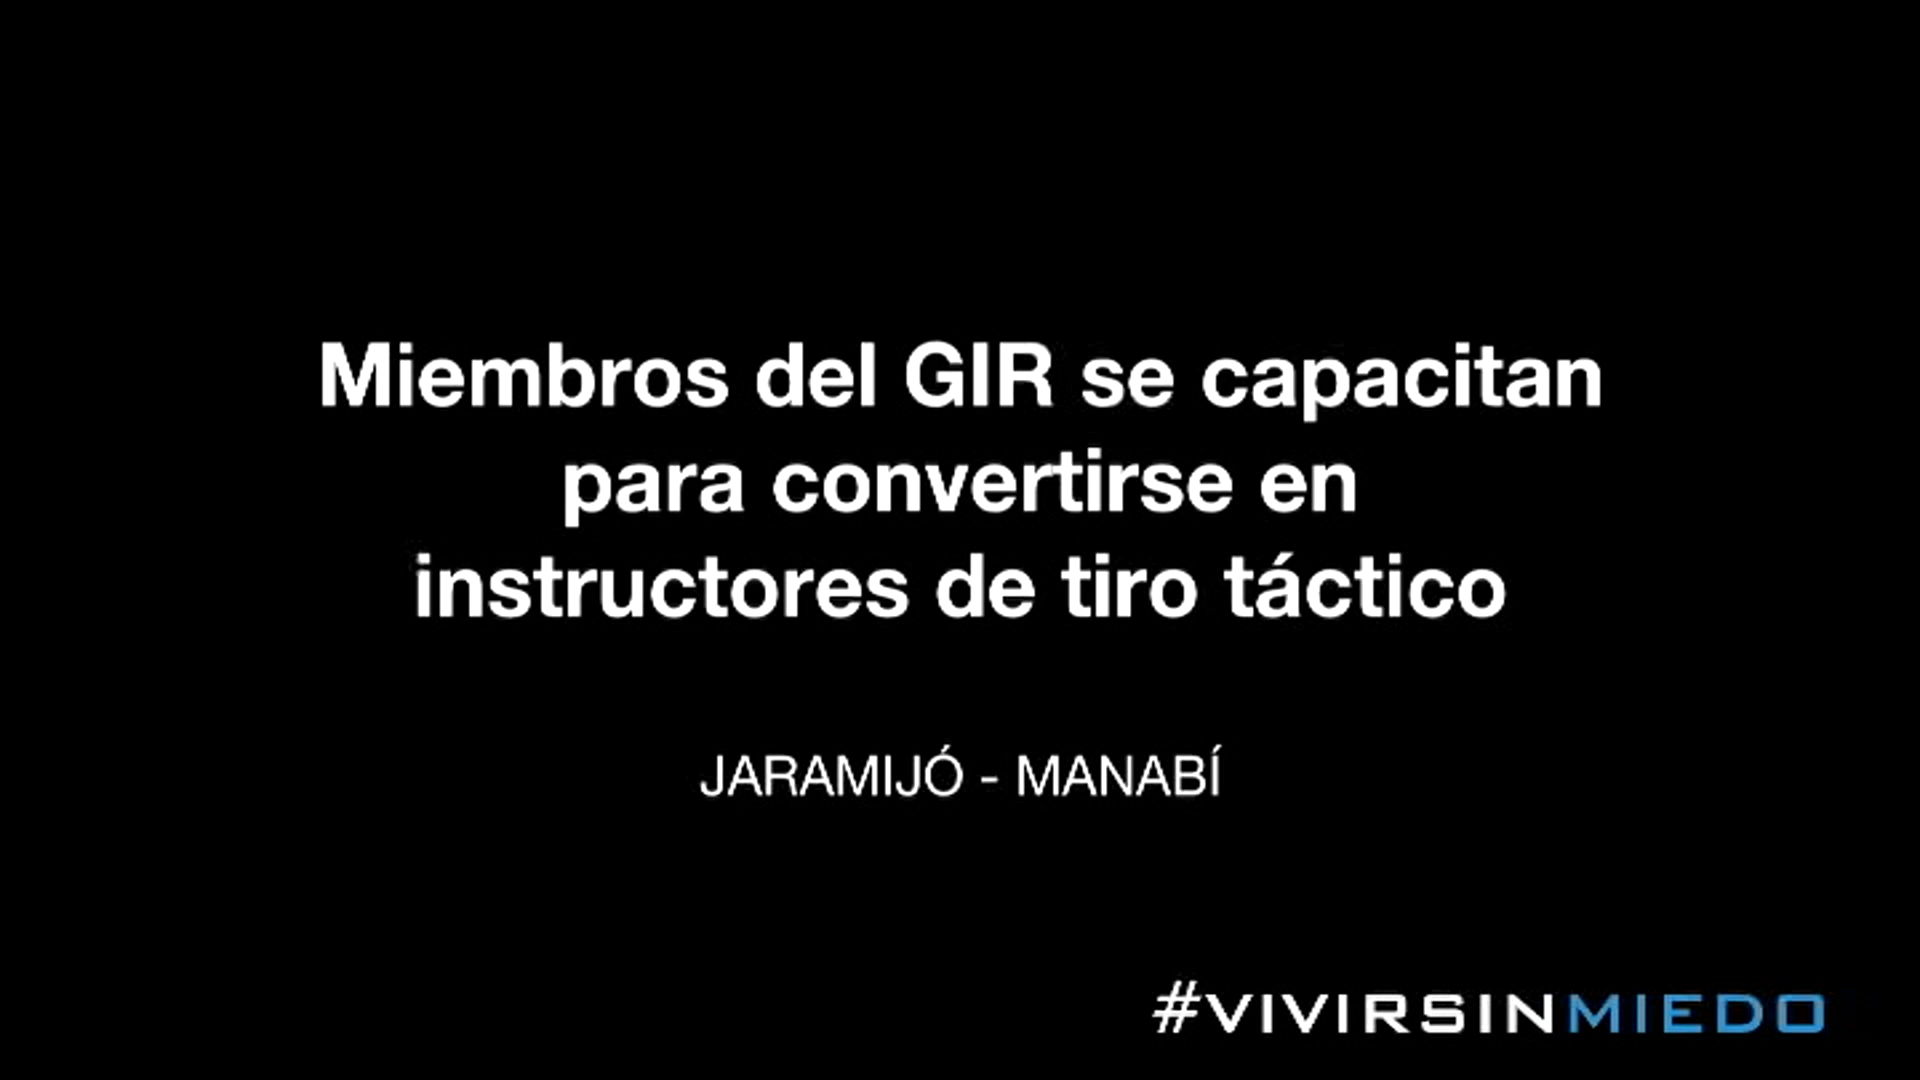 Miembros del GIR se capacitan
para convertirse en
instructores de tiro táctico
JARAMIJÓ - MANABÍ
#VIVIRSINMIEDO